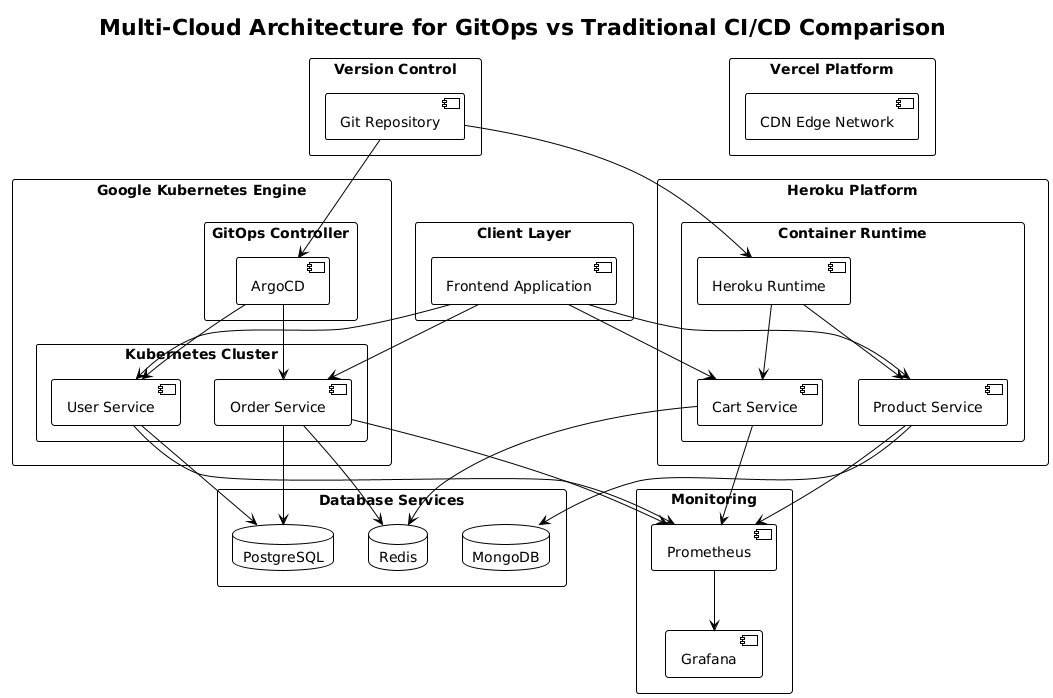 Multi-Cloud Architecture for GitOps vs Traditional CI/CD Comparison
Version Control
Git Repository
Vercel Platform
CDN Edge Network
Google Kubernetes Engine
GitOps Controller
ArgoCD
Client Layer
Frontend Application
Heroku Platform
Container Runtime
Heroku Runtime
Kubernetes Cluster
User Service
Order Service
Cart Service
Product Service
Database Services
PostgreSQL
Redis
MongoDB
Monitoring
Prometheus
Grafana